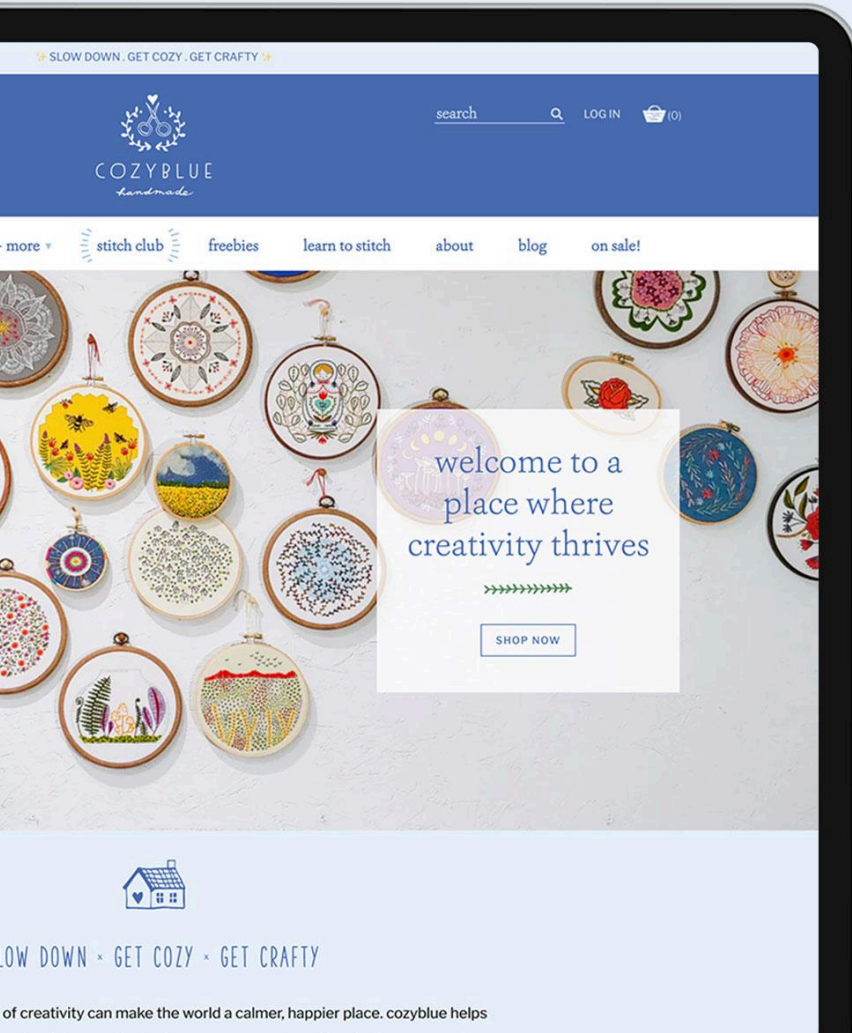 ✨ SLOW DOWN . GET COZY . GET CRAFTY ✨
search LOG IN (0)
COZYBLUE
handmade
more ▾ stitch club freebies learn to stitch about blog on sale!
welcome to a
place where
creativity thrives
SHOP NOW
LOW DOWN × GET COZY × GET CRAFTY
of creativity can make the world a calmer, happier place. cozyblue helps